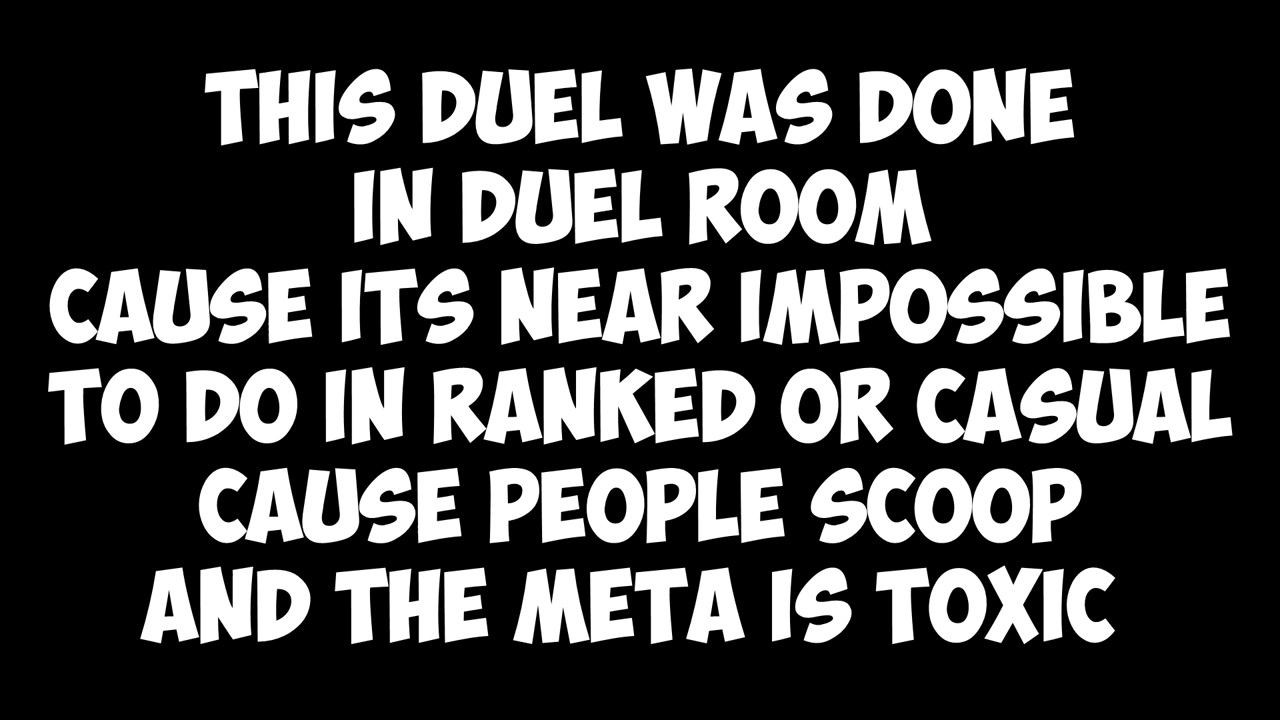 THIS DUEL WAS DONE
IN DUEL ROOM
CAUSE ITS NEAR IMPOSSIBLE
TO DO IN RANKED OR CASUAL
CAUSE PEOPLE SCOOP
AND THE META IS TOXIC